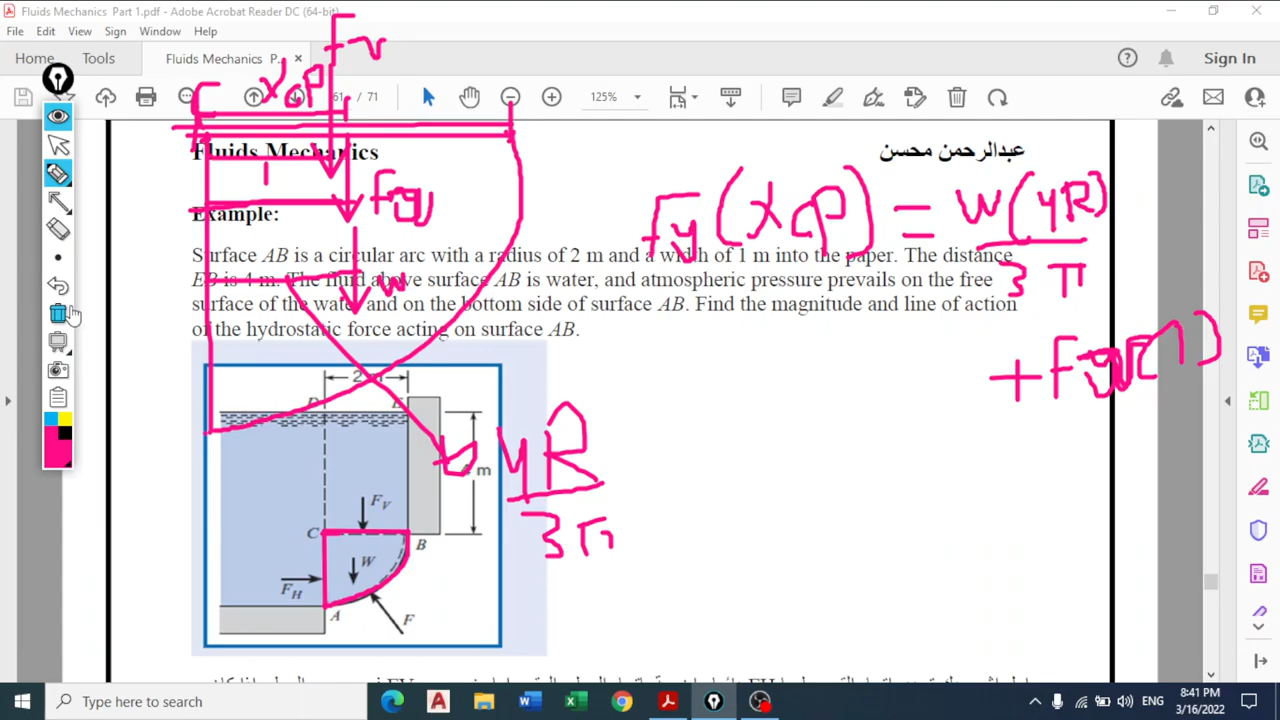 Fluids Mechanics Part 1.pdf - Adobe Acrobat Reader DC (64-bit)
File Edit View Sign Window Help
Home Tools Fluids Mechanics P... × Sign In
61 / 71 125%
Fv
Xcp
Fluids Mechanics
عبدالرحمن محسن
1
Fy
Fy(Xcp) = W(4R)
3π
+Fy(1)
W
Example:
Surface AB is a circular arc with a radius of 2 m and a width of 1 m into the paper. The distance
EB is 4 m. The fluid above surface AB is water, and atmospheric pressure prevails on the free
surface of the water and on the bottom side of surface AB. Find the magnitude and line of action
of the hydrostatic force acting on surface AB.
2 m
D E
4 m
4R
3π
FV
C
B
W
FH
A
F
Type here to search
8:41 PM
ENG
3/16/2022